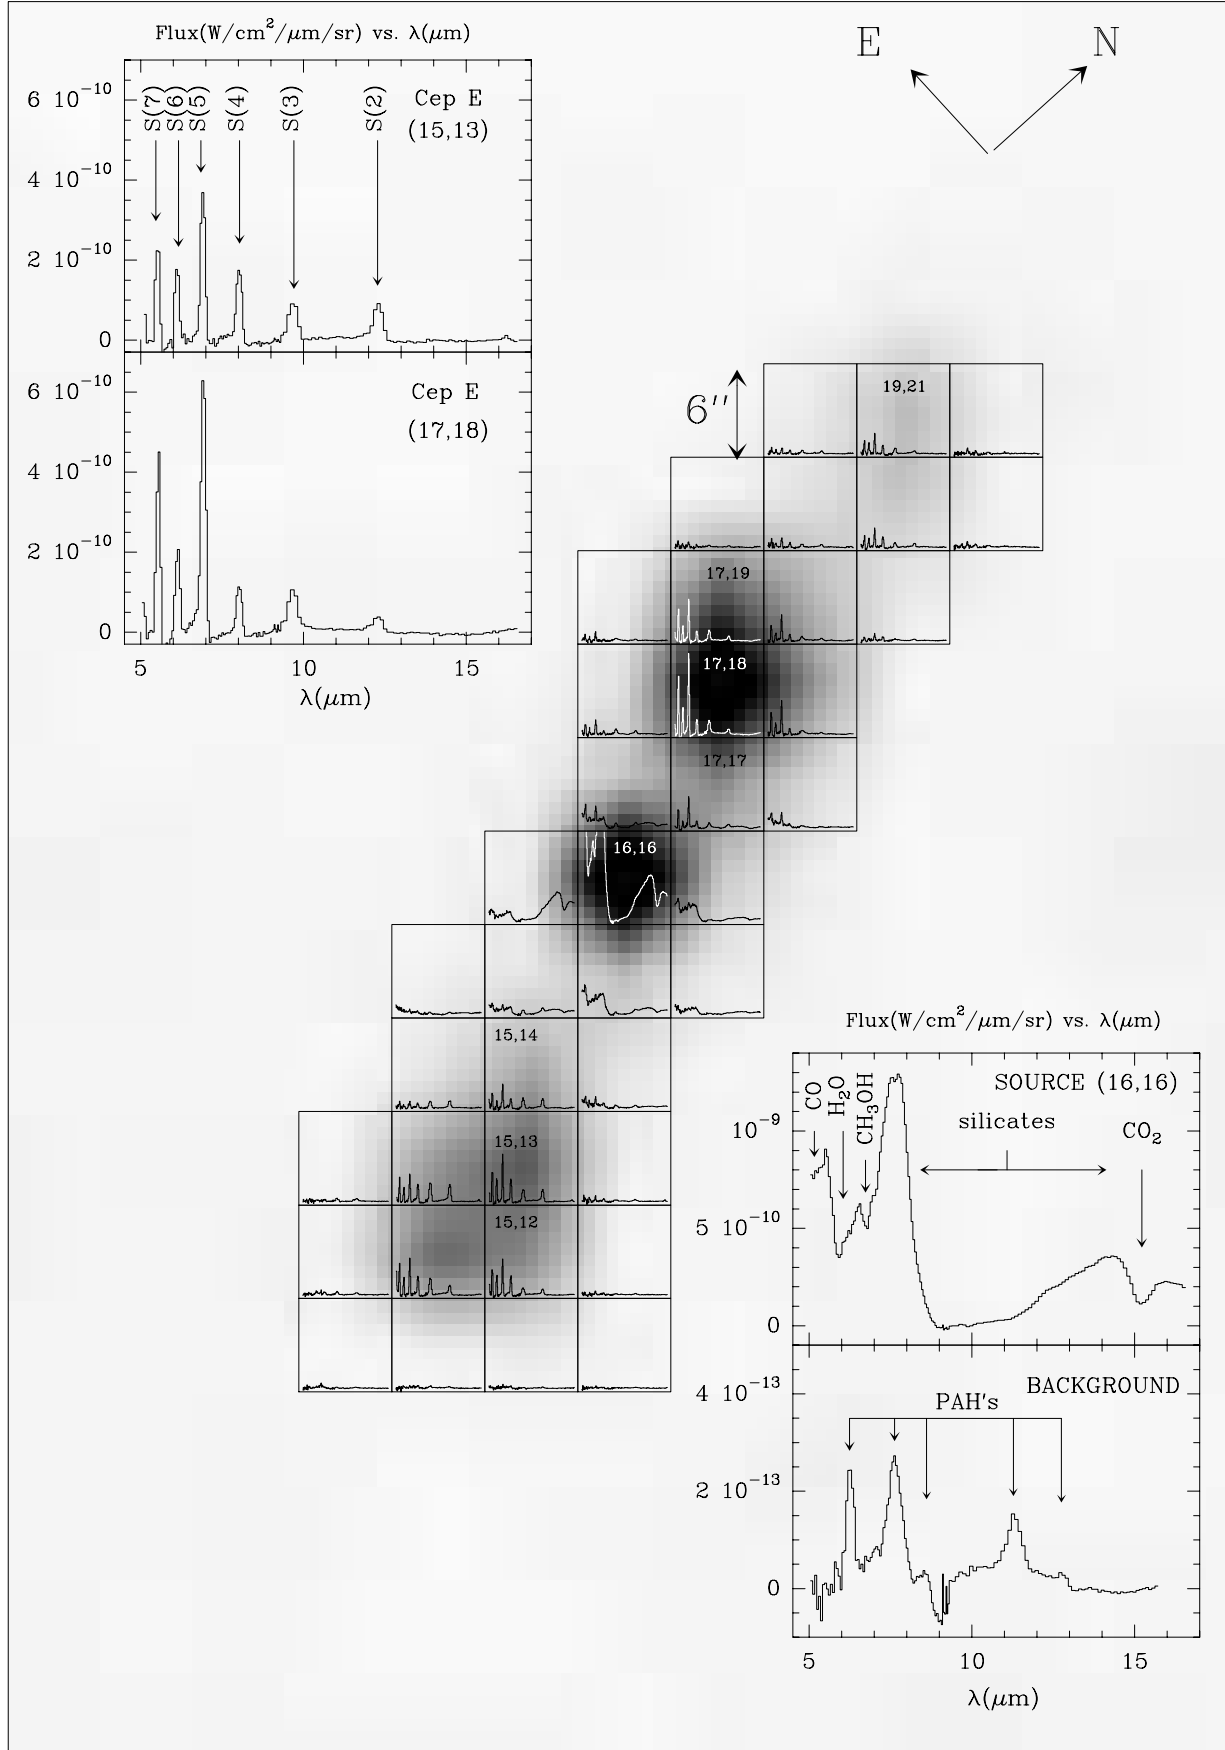 Flux(W/cm²/μm/sr) vs. λ(μm)
E N
S(7) S(6) S(5) S(4) S(3) S(2)
Cep E
(15,13)
6 10⁻¹⁰
4 10⁻¹⁰
2 10⁻¹⁰
0
Cep E
(17,18)
6 10⁻¹⁰
4 10⁻¹⁰
2 10⁻¹⁰
0
5 10 15
λ(μm)
6″
19,21
17,19
17,18
17,17
16,16
15,14
15,13
15,12
Flux(W/cm²/μm/sr) vs. λ(μm)
SOURCE (16,16)
CO H₂O CH₃OH
silicates
CO₂
10⁻⁹
5 10⁻¹⁰
0
BACKGROUND
PAH's
4 10⁻¹³
2 10⁻¹³
0
5 10 15
λ(μm)